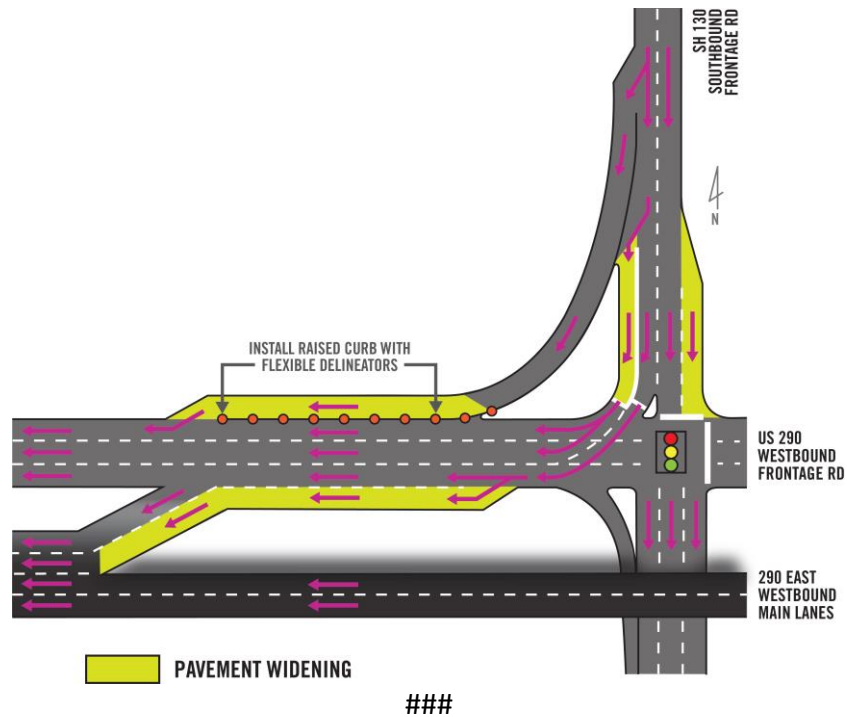 SH 130
SOUTHBOUND
FRONTAGE RD
N
INSTALL RAISED CURB WITH
FLEXIBLE DELINEATORS
US 290
WESTBOUND
FRONTAGE RD
290 EAST
WESTBOUND
MAIN LANES
PAVEMENT WIDENING
###